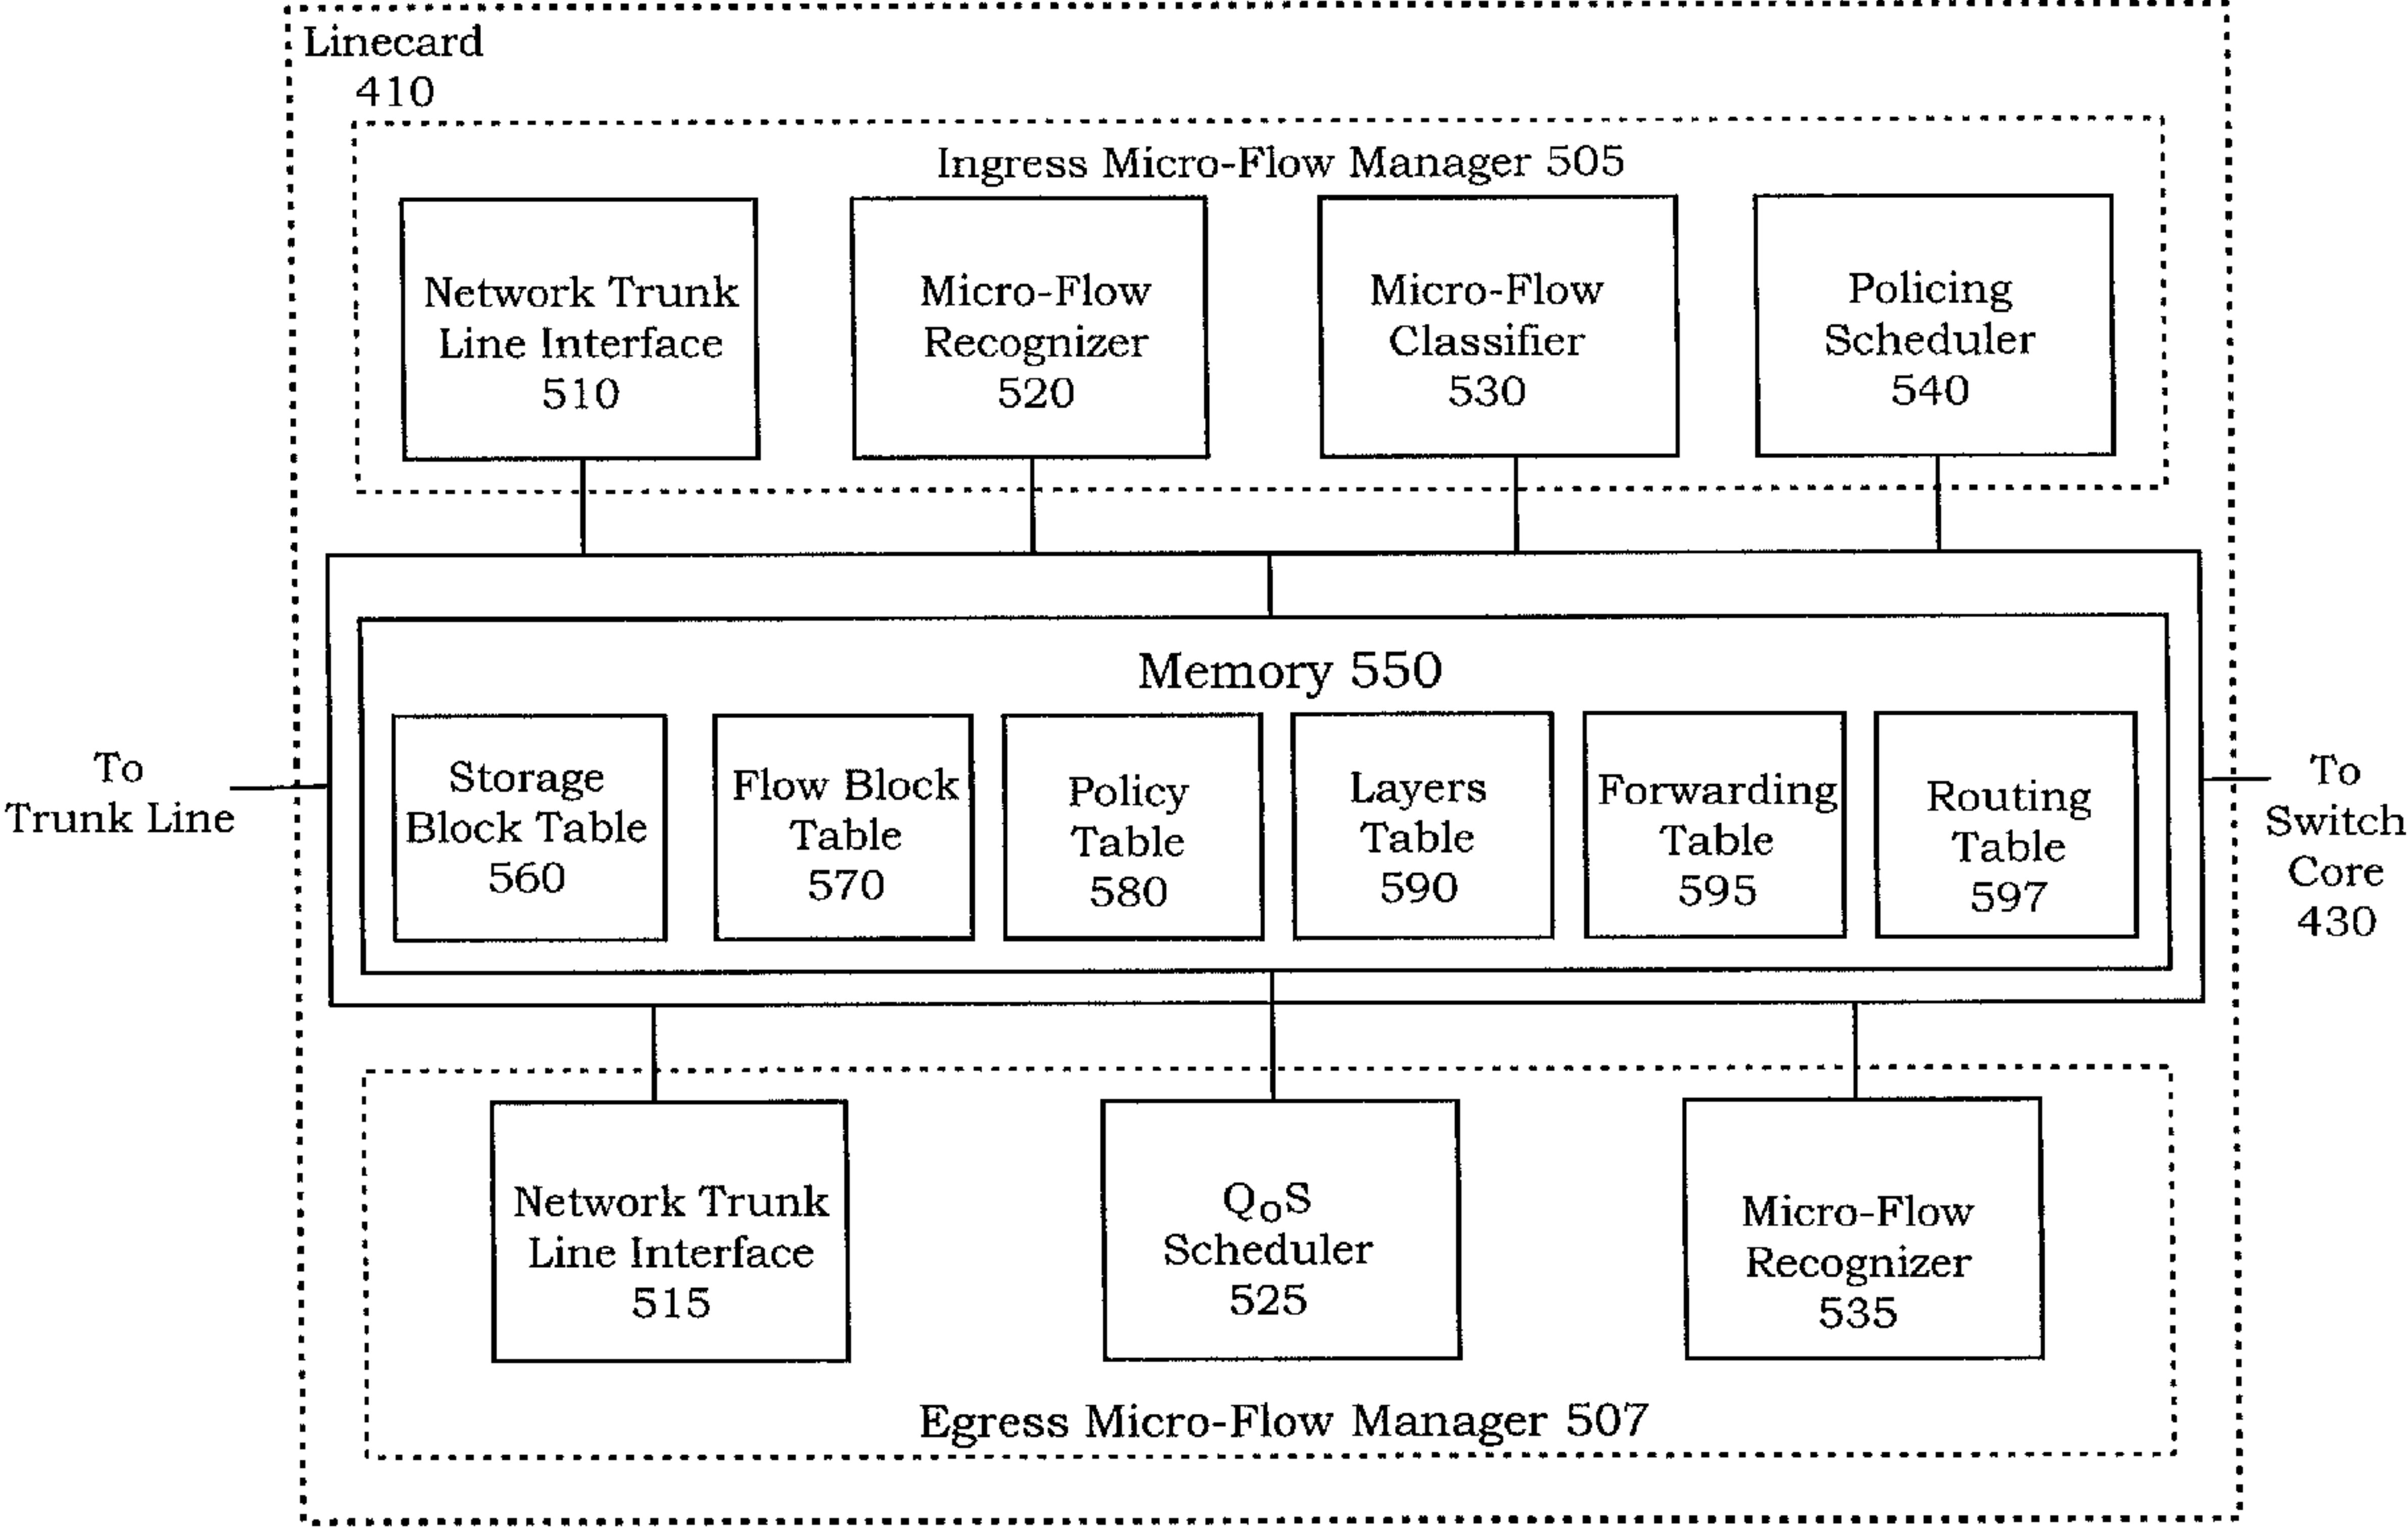 Linecard
410
Ingress Micro-Flow Manager 505
Network Trunk
Line Interface
510
Micro-Flow
Recognizer
520
Micro-Flow
Classifier
530
Policing
Scheduler
540
To
Trunk Line
Memory 550
Storage
Block Table
560
Flow Block
Table
570
Policy
Table
580
Layers
Table
590
Forwarding
Table
595
Routing
Table
597
To
Switch
Core
430
Network Trunk
Line Interface
515
QoS
Scheduler
525
Micro-Flow
Recognizer
535
Egress Micro-Flow Manager 507